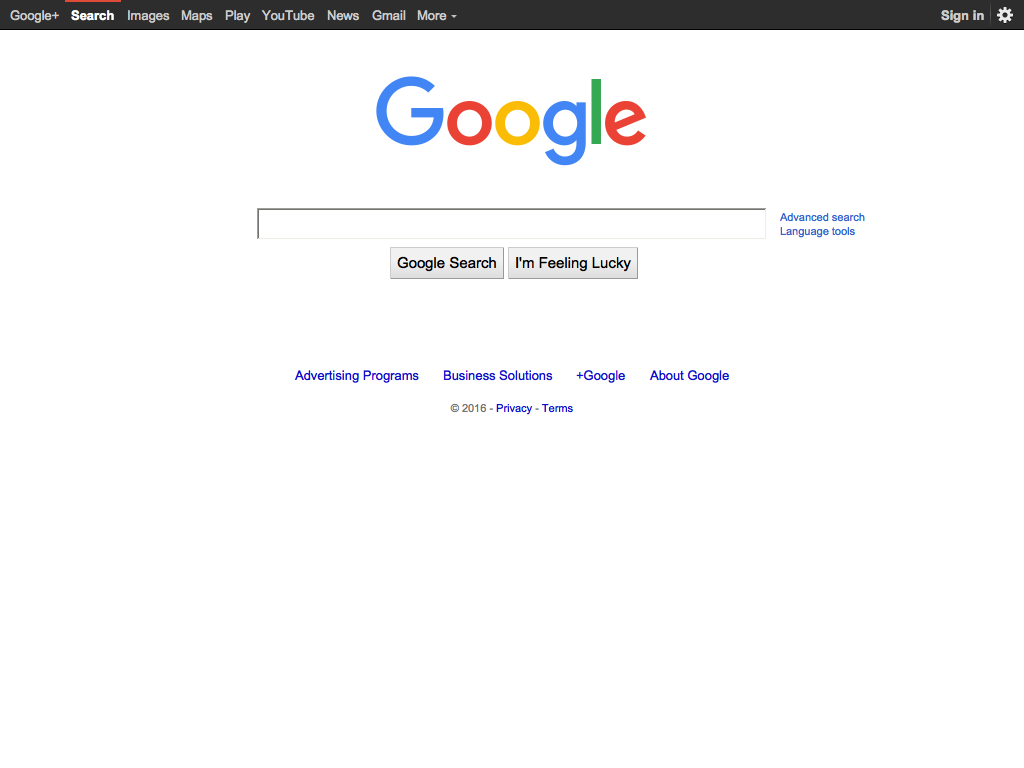 Google+ Search Images Maps Play YouTube News Gmail More Sign in
Google
Advanced search
Language tools
Google Search I'm Feeling Lucky
Advertising Programs Business Solutions +Google About Google
© 2016 - Privacy - Terms